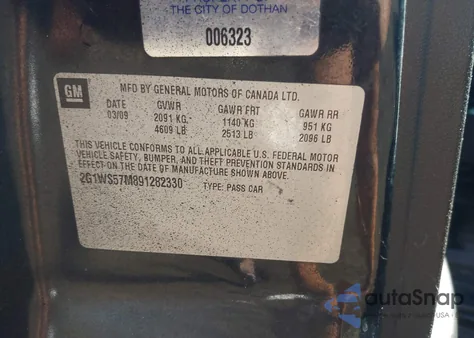 THE CITY OF DOTHAN
006323
GM
MFD BY GENERAL MOTORS OF CANADA LTD.
DATE GVWR GAWR FRT GAWR RR
03/09 2091 KG 1140 KG 951 KG
4609 LB 2513 LB 2096 LB
THIS VEHICLE CONFORMS TO ALL APPLICABLE U.S. FEDERAL MOTOR
VEHICLE SAFETY, BUMPER, AND THEFT PREVENTION STANDARDS
IN EFFECT ON THE DATE OF MANUFACTURE SHOWN ABOVE.
2G1WS57M891282330 TYPE: PASS CAR
autoSnap